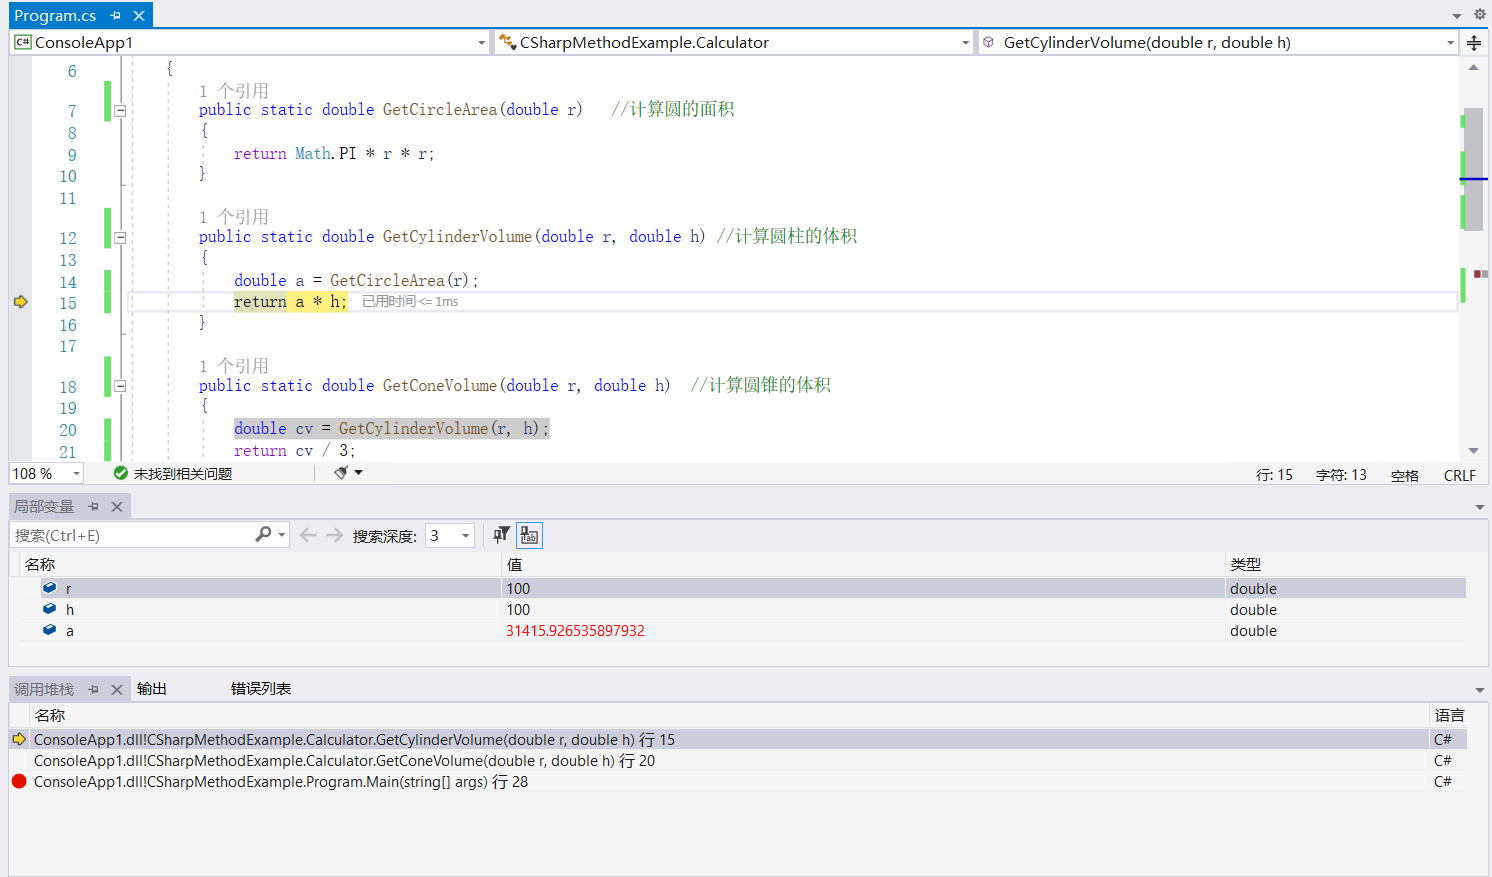 Program.cs
C# ConsoleApp1 CSharpMethodExample.Calculator GetCylinderVolume(double r, double h)
6 {
1 个引用
7 public static double GetCircleArea(double r) //计算圆的面积
8 {
9 return Math.PI * r * r;
10 }
11
1 个引用
12 public static double GetCylinderVolume(double r, double h) //计算圆柱的体积
13 {
14 double a = GetCircleArea(r);
15 return a * h; 已用时间 <= 1ms
16 }
17
1 个引用
18 public static double GetConeVolume(double r, double h) //计算圆锥的体积
19 {
20 double cv = GetCylinderVolume(r, h);
21 return cv / 3;
108 % 未找到相关问题 行: 15 字符: 13 空格 CRLF
局部变量
搜索(Ctrl+E) 搜索深度: 3
名称 值 类型
r 100 double
h 100 double
a 31415.926535897932 double
调用堆栈 输出 错误列表
名称 语言
ConsoleApp1.dll!CSharpMethodExample.Calculator.GetCylinderVolume(double r, double h) 行 15 C#
ConsoleApp1.dll!CSharpMethodExample.Calculator.GetConeVolume(double r, double h) 行 20 C#
ConsoleApp1.dll!CSharpMethodExample.Program.Main(string[] args) 行 28 C#